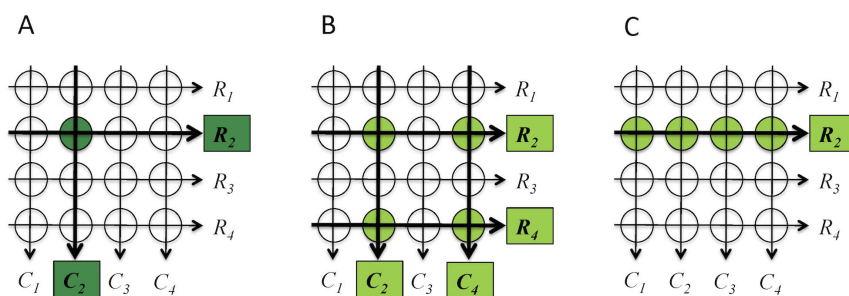 A B C
R1 R1 R1
R2 R2 R2
R3 R3 R3
R4 R4 R4
C1 C2 C3 C4 C1 C2 C3 C4 C1 C2 C3 C4